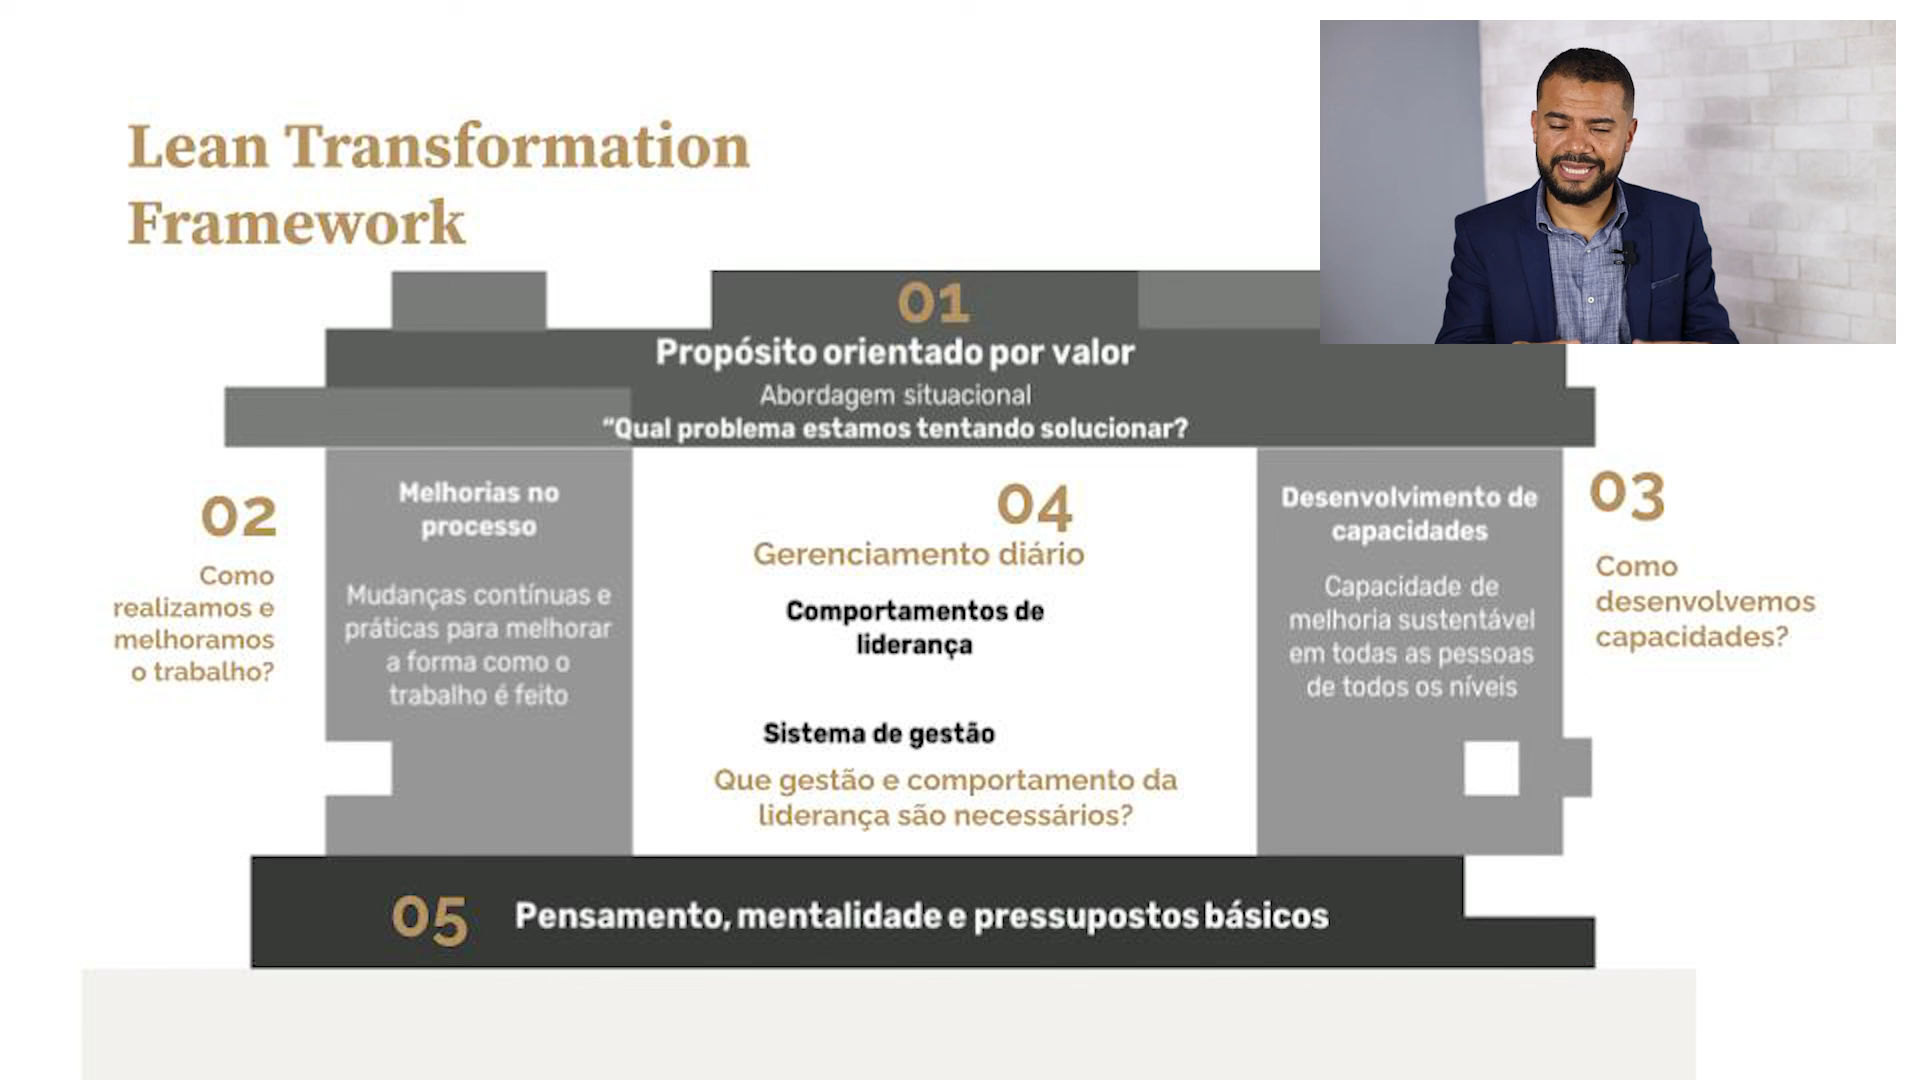 Lean Transformation
Framework
01
Propósito orientado por valor
Abordagem situacional
“Qual problema estamos tentando solucionar?
02
Como
realizamos e
melhoramos
o trabalho?
Melhorias no
processo
Mudanças contínuas e
práticas para melhorar
a forma como o
trabalho é feito
04
Gerenciamento diário
Comportamentos de
liderança
Sistema de gestão
Que gestão e comportamento da
liderança são necessários?
Desenvolvimento de
capacidades
Capacidade de
melhoria sustentável
em todas as pessoas
de todos os níveis
03
Como
desenvolvemos
capacidades?
05
Pensamento, mentalidade e pressupostos básicos